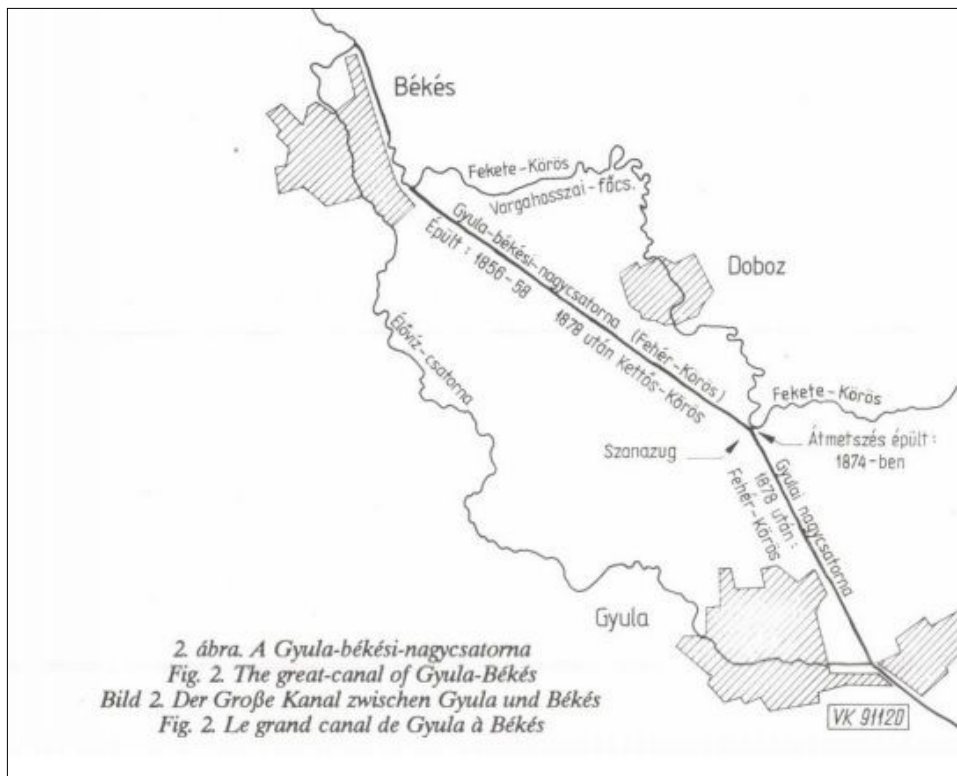 Békés
Fekete-Körös
Vargahosszai-főcs.
Gyula-békési-nagycsatorna (Fehér-Körös)
Épült: 1856-58
1878 után Kettős-Körös
Doboz
Élővíz-csatorna
Fekete-Körös
Szanazug
Átmetszés épült:
1874-ben
Gyulai nagycsatorna
1878 után:
Fehér-Körös
Gyula
2. ábra. A Gyula-békési-nagycsatorna
Fig. 2. The great-canal of Gyula-Békés
Bild 2. Der Große Kanal zwischen Gyula und Békés
Fig. 2. Le grand canal de Gyula à Békés
VK 9112D